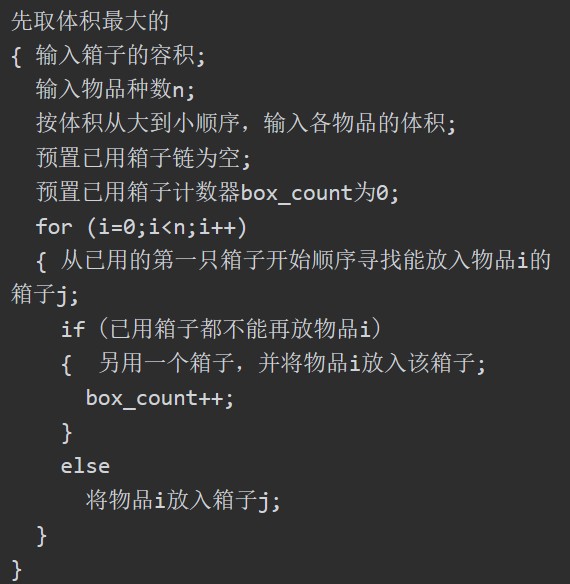 先取体积最大的
{ 输入箱子的容积;
输入物品种数n;
按体积从大到小顺序，输入各物品的体积;
预置已用箱子链为空;
预置已用箱子计数器box_count为0;
for (i=0;i<n;i++)
{ 从已用的第一只箱子开始顺序寻找能放入物品i的
箱子j;
if（已用箱子都不能再放物品i）
{  另用一个箱子，并将物品i放入该箱子;
box_count++;
}
else
将物品i放入箱子j;
}
}